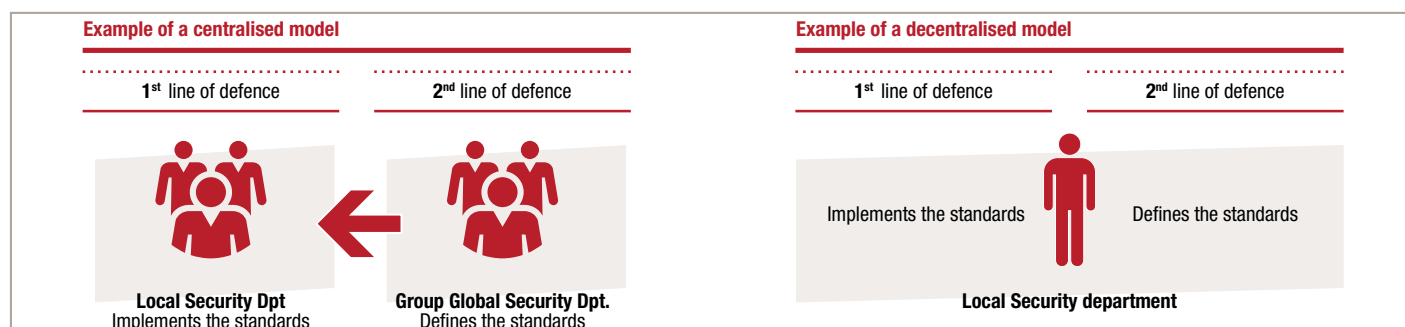 Example of a centralised model
1st line of defence
2nd line of defence
Local Security Dpt
Implements the standards
Group Global Security Dpt.
Defines the standards
Example of a decentralised model
1st line of defence
2nd line of defence
Implements the standards
Defines the standards
Local Security department